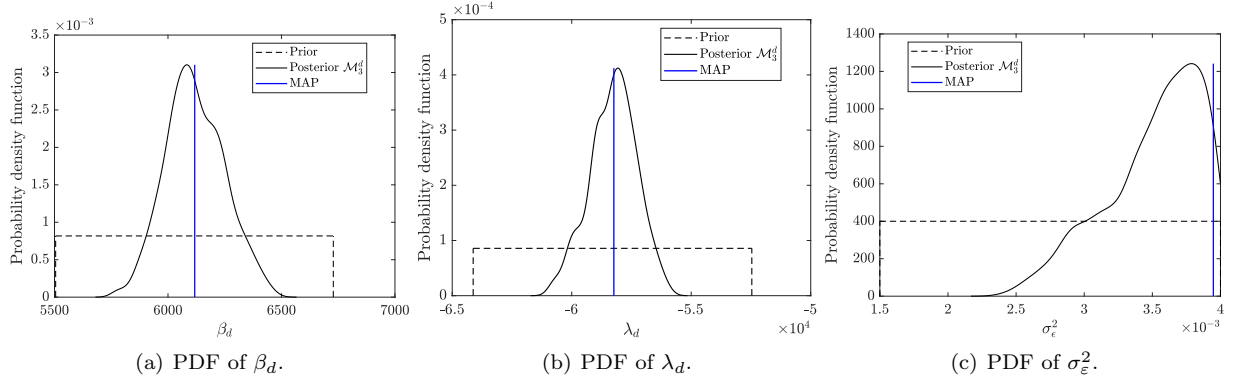 ×10⁻³
Probability density function
3.5
3
2.5
2
1.5
1
0.5
0
5500
6000
6500
7000
β_d
Prior
Posterior 𝓜₃ᵈ
MAP
(a) PDF of β_d.
×10⁻⁴
Probability density function
5
4
3
2
1
0
-6.5
-6
-5.5
-5
×10⁴
λ_d
Prior
Posterior 𝓜₃ᵈ
MAP
(b) PDF of λ_d.
Probability density function
1400
1200
1000
800
600
400
200
0
1.5
2
2.5
3
3.5
4
×10⁻³
σ_ϵ²
Prior
Posterior 𝓜₃ᵈ
MAP
(c) PDF of σ_ε².